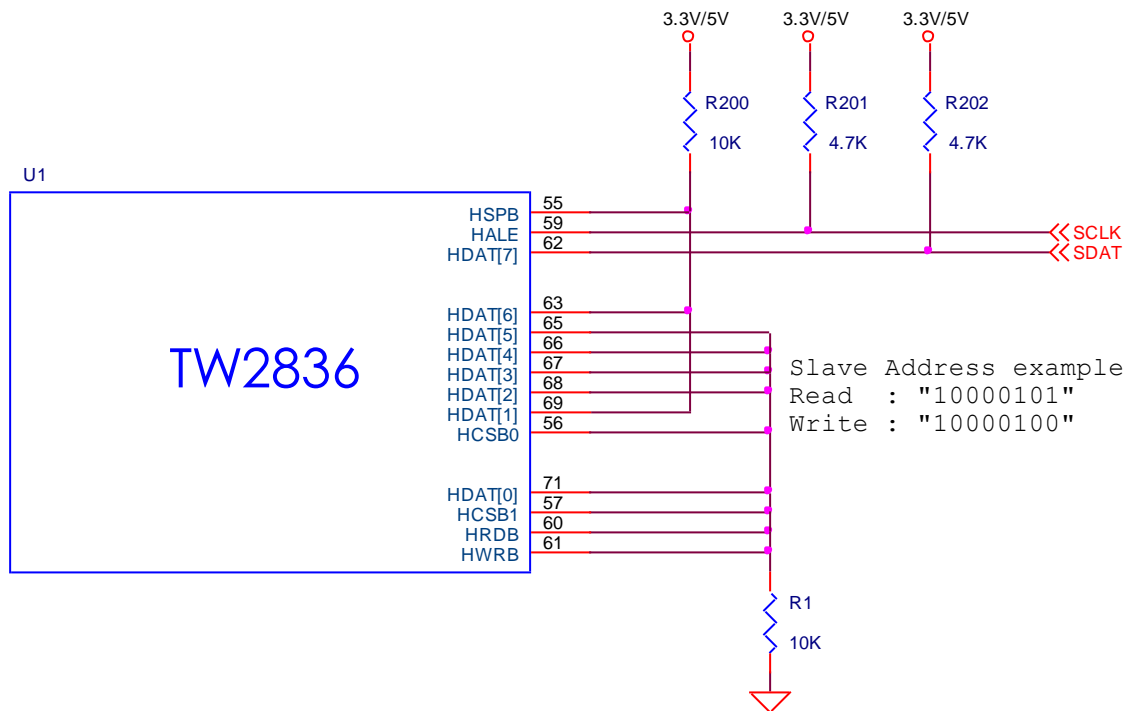 3.3V/5V 3.3V/5V 3.3V/5V
R200 R201 R202
10K 4.7K 4.7K
U1
HSPB 55
HALE 59 SCLK
HDAT[7] 62 SDAT
HDAT[6] 63
HDAT[5] 65
HDAT[4] 66
HDAT[3] 67
HDAT[2] 68
HDAT[1] 69
HCSB0 56
TW2836
Slave Address example
Read : "10000101"
Write : "10000100"
HDAT[0] 71
HCSB1 57
HRDB 60
HWRB 61
R1
10K